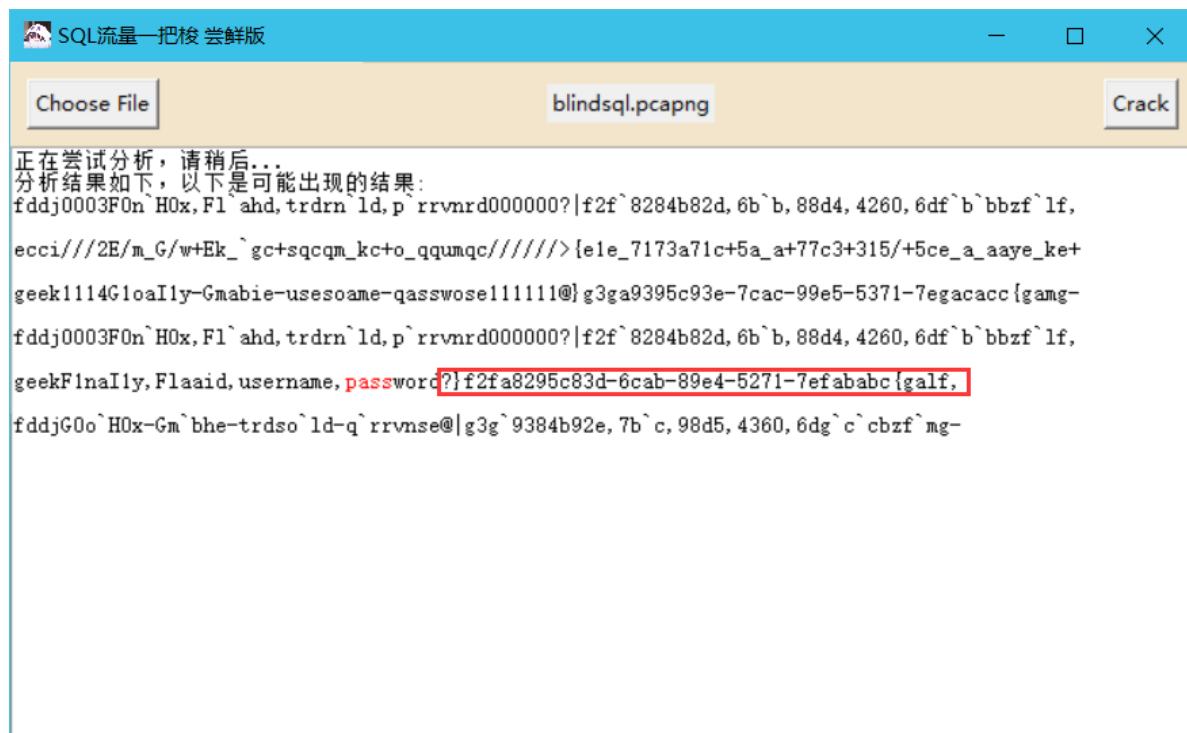 SQL流量一把梭 尝鲜版
Choose File
blindsql.pcapng
Crack
正在尝试分析，请稍后...
分析结果如下，以下是可能出现的结果:
fddj0003F0n`H0x,Fl`ahd,trdrn`ld,p`rrvnrd000000?|f2f`8284b82d,6b`b,88d4,4260,6df`b`bbzf`lf,
ecci///2E/m_G/w+Ek_`gc+sqcqm_kc+o_qqumqc//////>{e1e_7173a71c+5a_a+77c3+315/+5ce_a_aaye_ke+
geek1114G1oaI1y-Gmabie-usesoame-qasswose111111@}g3ga9395c93e-7cac-99e5-5371-7egacacc{gamg-
fddj0003F0n`H0x,Fl`ahd,trdrn`ld,p`rrvnrd000000?|f2f`8284b82d,6b`b,88d4,4260,6df`b`bbzf`lf,
geekF1naI1y,Flaaid,username,password?}f2fa8295c83d-6cab-89e4-5271-7efababc{galf,
fddjG0o`H0x-Gm`bhe-trdso`ld-q`rrvnse@|g3g`9384b92e,7b`c,98d5,4360,6dg`c`cbzf`mg-